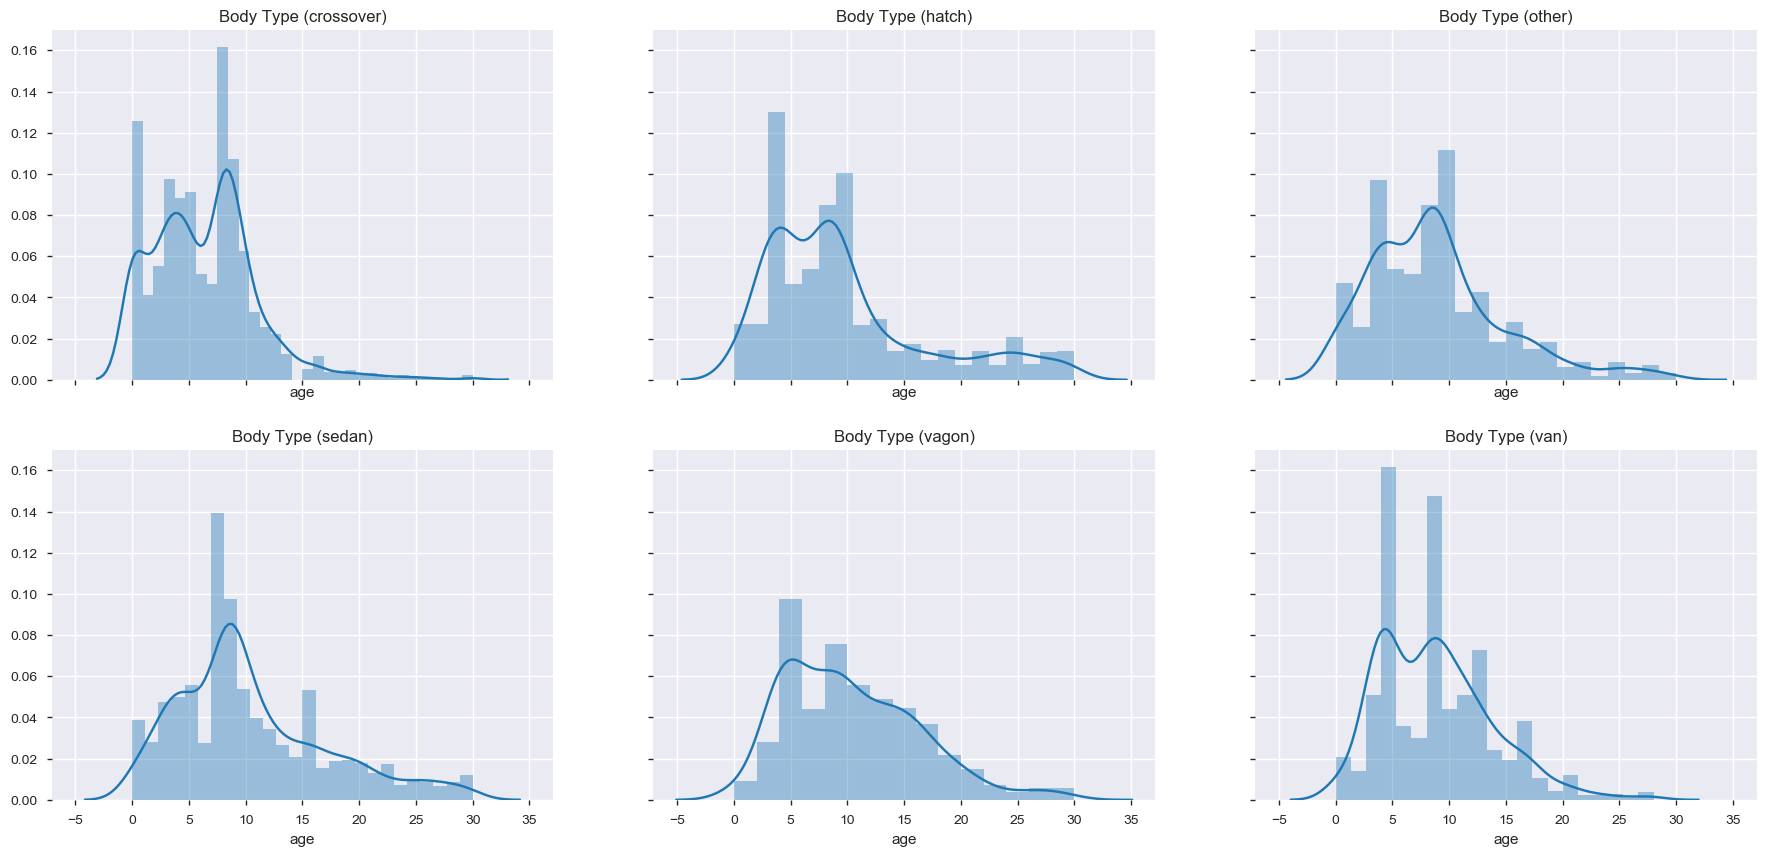 Body Type (crossover)
Body Type (hatch)
Body Type (other)
0.16
0.14
0.12
0.10
0.08
0.06
0.04
0.02
0.00
age
age
age
Body Type (sedan)
Body Type (vagon)
Body Type (van)
0.16
0.14
0.12
0.10
0.08
0.06
0.04
0.02
0.00
−5 0 5 10 15 20 25 30 35
−5 0 5 10 15 20 25 30 35
−5 0 5 10 15 20 25 30 35
age
age
age